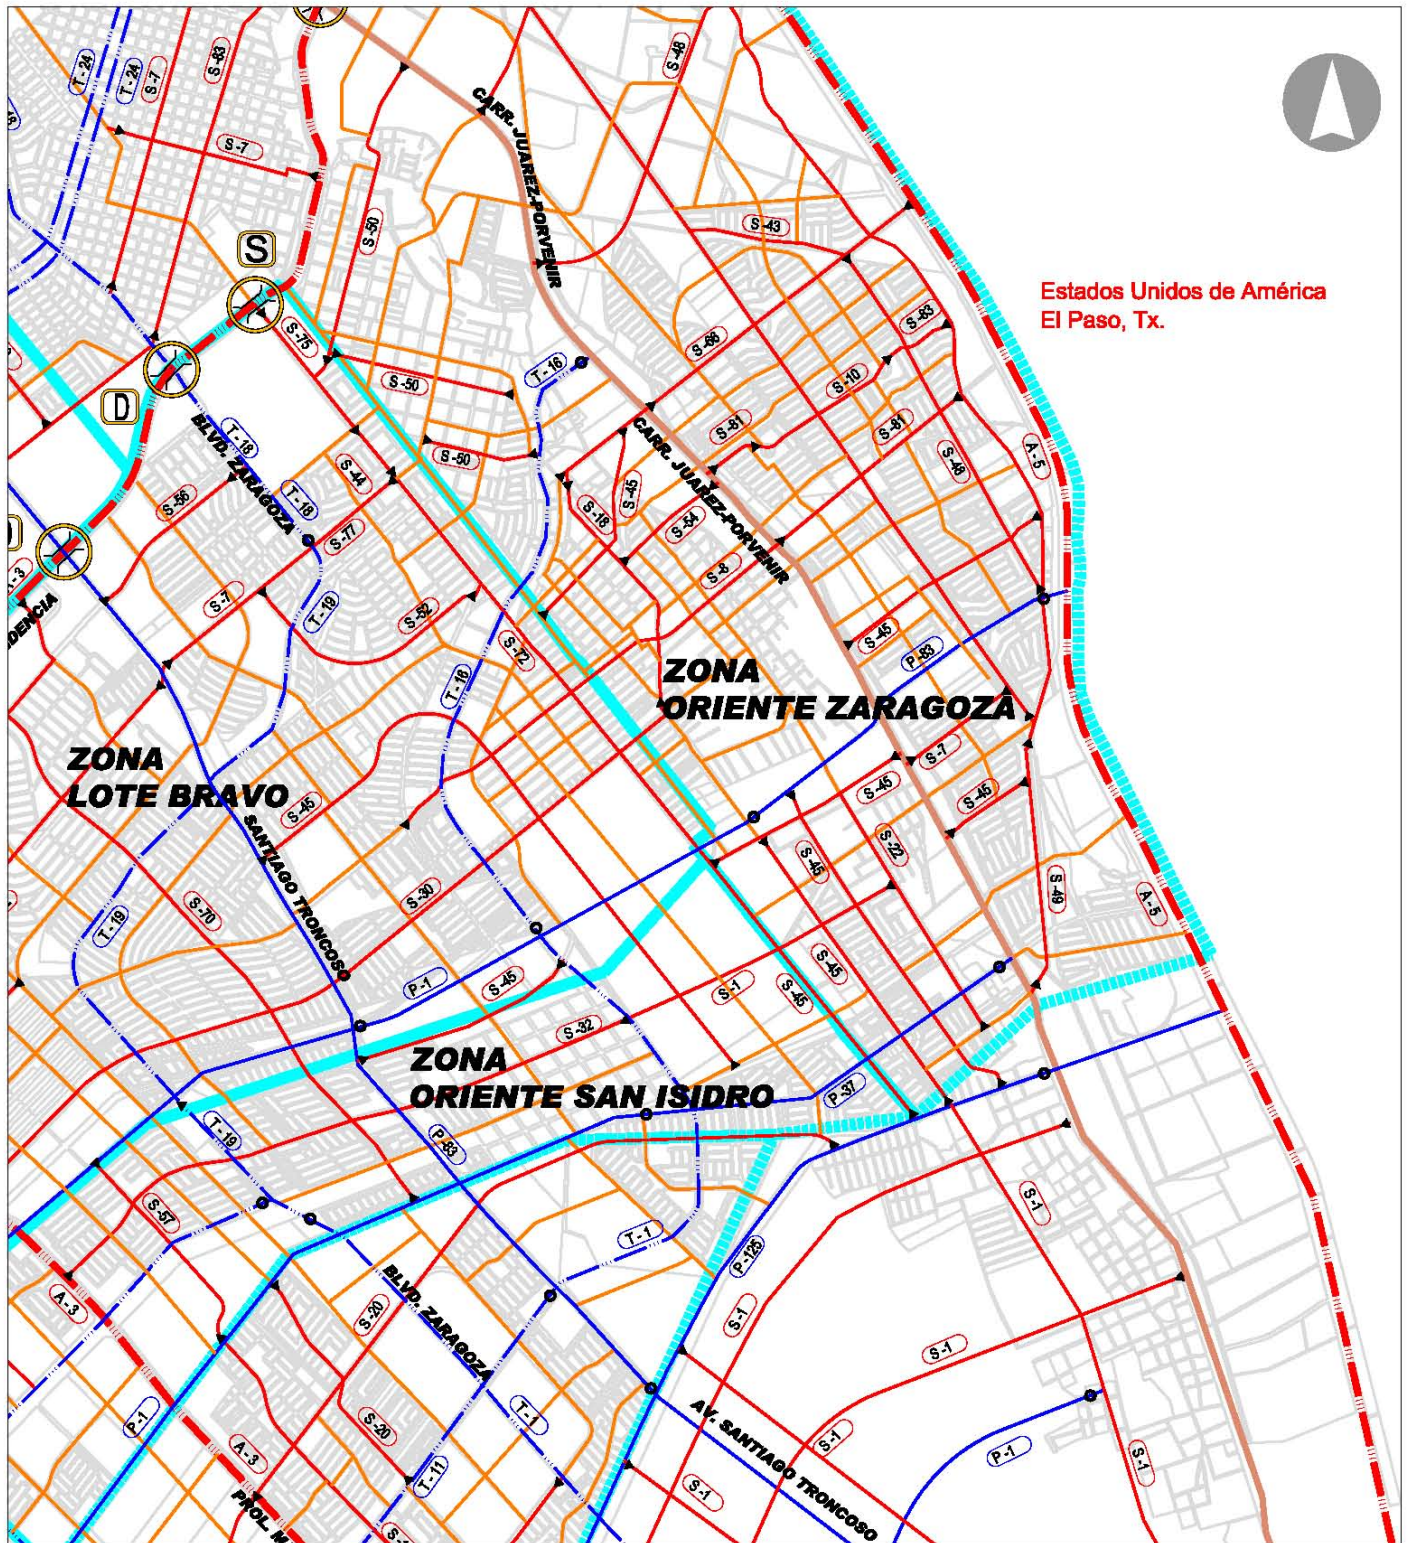 T - 24
T - 24
S -7
S -83
S -48
CARR. JUAREZ-PORVENIR
S -7
S -50
S -43
S
Estados Unidos de América
El Paso, Tx.
S -75
S -83
S -66
T - 16
S -50
S -10
D
T - 18
BLVD. ZARAGOZA
S -81
S -81
CARR. JUAREZ-PORVENIR
S -50
S -44
S -48
A - 5
S -45
T - 18
S -56
S -18
S -54
S -77
S -8
S -7
T - 19
S -52
DENCIA
S -45
S -72
P -83
ZONA
ORIENTE ZARAGOZA
T - 16
ZONA
LOTE BRAVO
S -7
S -45
S -45
S -45
SANTIAGO TRONCOSO
S -22
S -45
S -30
S -49
A - 5
S -70
T - 19
S -45
S -45
P -1
S -1
S -45
S -32
ZONA
ORIENTE SAN ISIDRO
P -37
T - 19
P -83
S -57
S -1
T - 1
P -125
A - 3
BLVD. ZARAGOZA
S -20
S -1
S -1
P -1
T - 1
S -20
AV. SANTIAGO TRONCOSO
S -1
P -1
S -1
A - 3
T - 11
S -1
PROL. M